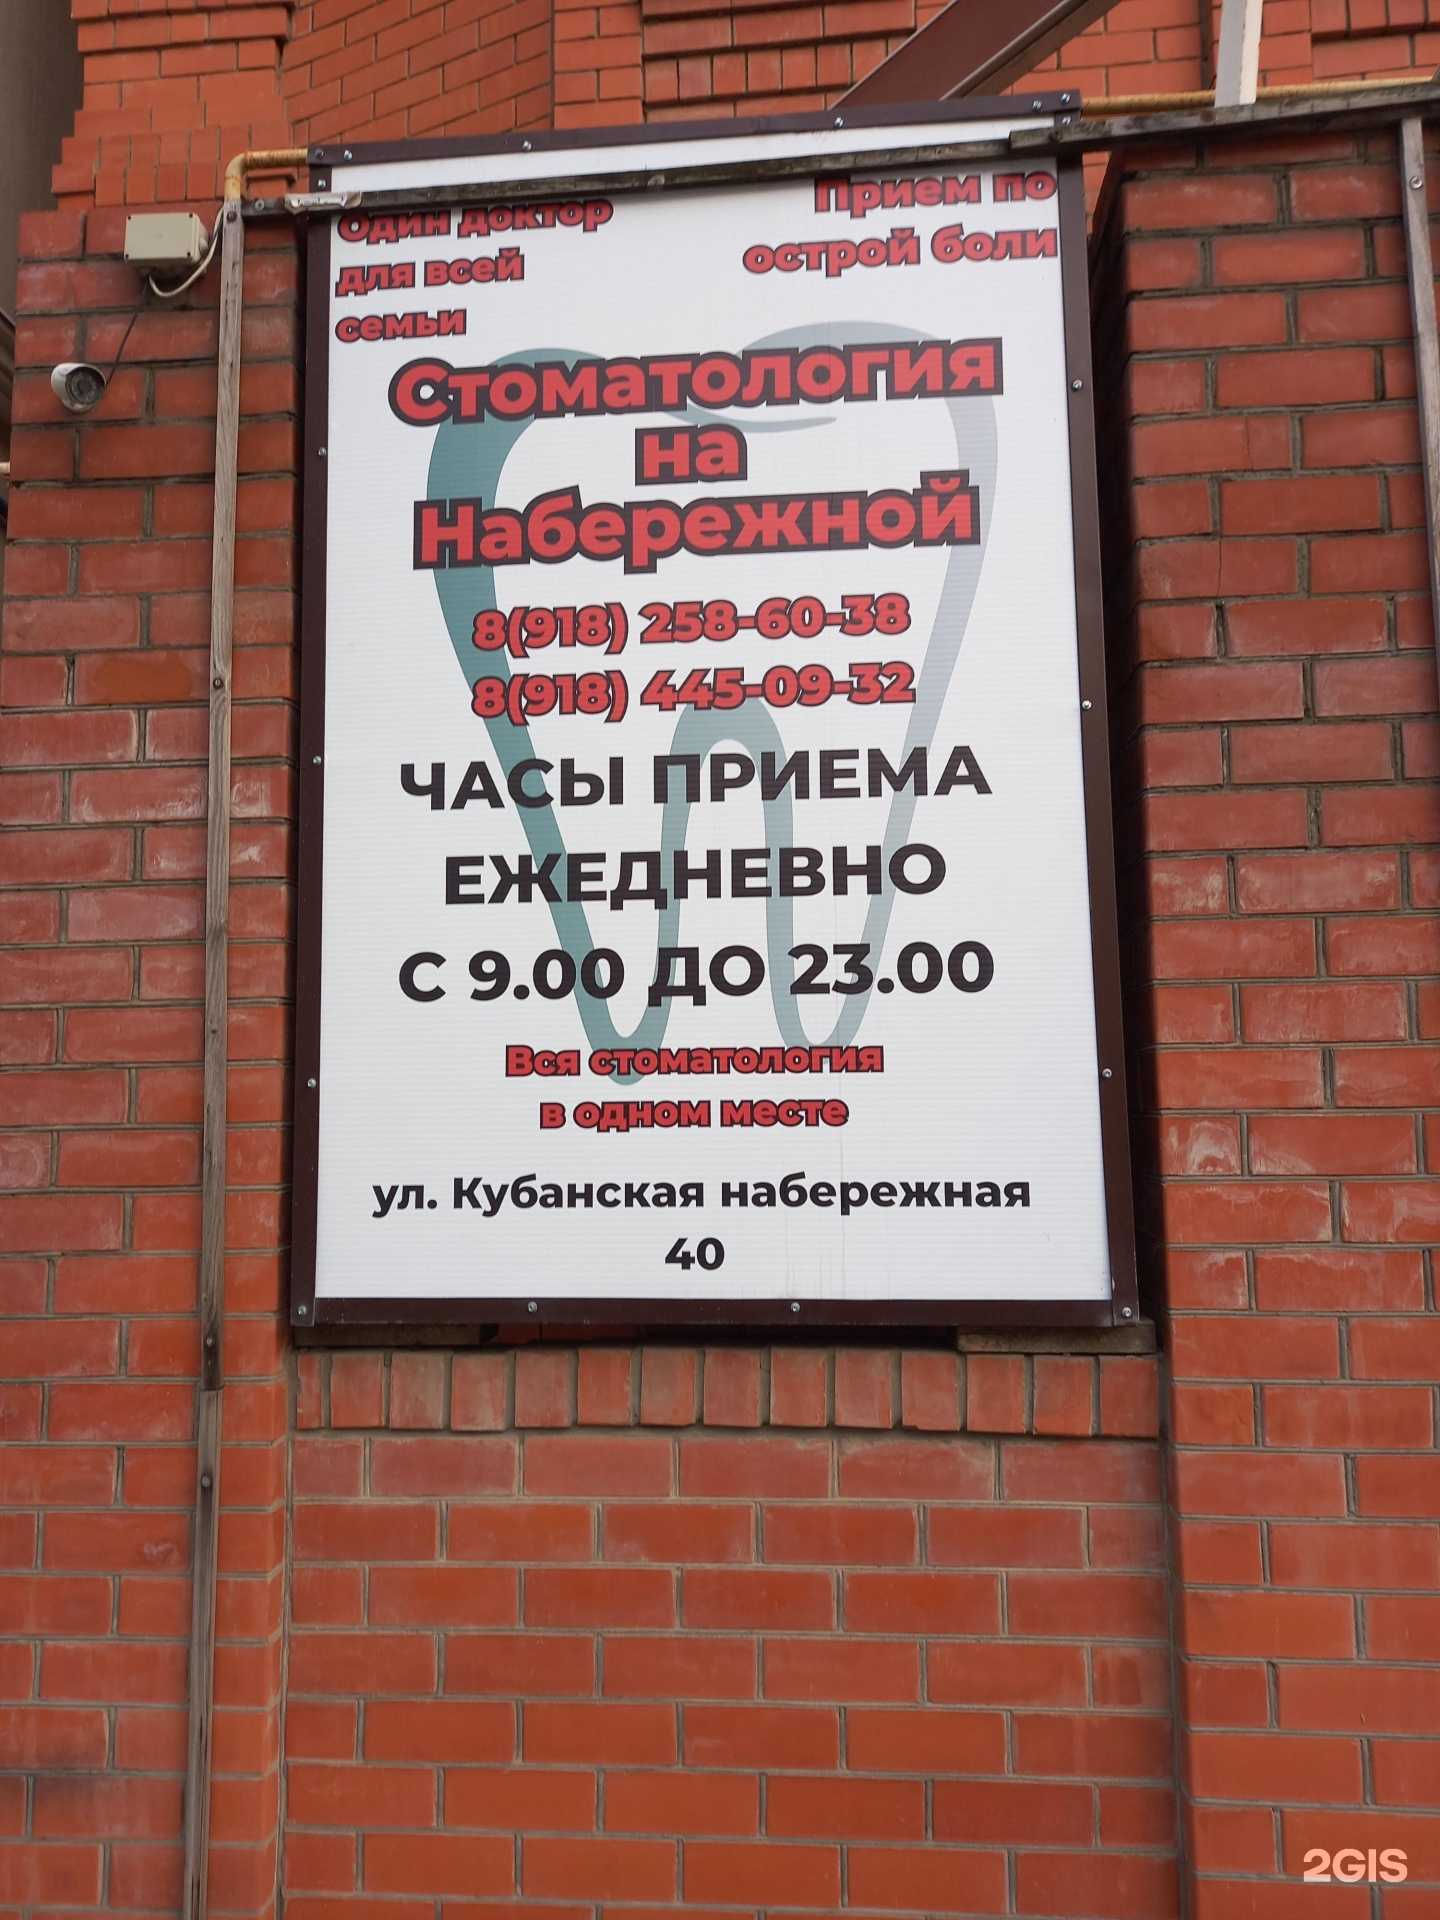 Один доктор
для всей
семьи
Прием по
острой боли
Стоматология
на
Набережной
8(918) 258-60-38
8(918) 445-09-32
ЧАСЫ ПРИЕМА
ЕЖЕДНЕВНО
С 9.00 ДО 23.00
Вся стоматология
в одном месте
ул. Кубанская набережная
40
2GIS